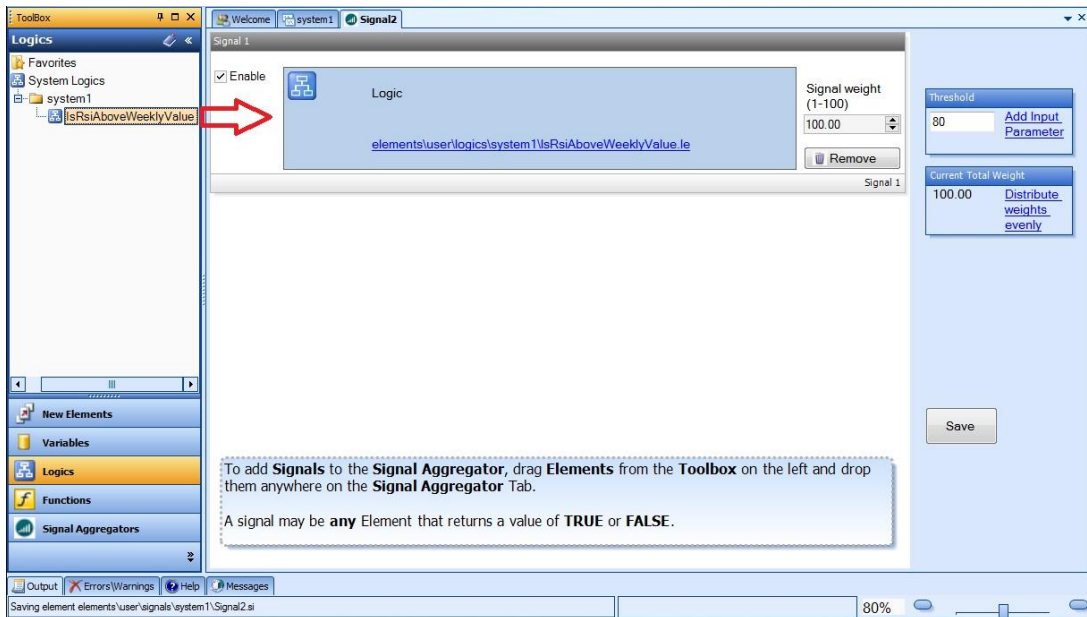 ToolBox
Logics
Favorites
System Logics
system1
IsRsiAboveWeeklyValue
New Elements
Variables
Logics
Functions
Signal Aggregators
Welcome
system1
Signal2
Signal 1
Enable
Logic
elements\user\logics\system1\IsRsiAboveWeeklyValue.le
Signal weight
(1-100)
100.00
Remove
Signal 1
Threshold
80
Add Input
Parameter
Current Total Weight
100.00
Distribute
weights
evenly
Save
To add Signals to the Signal Aggregator, drag Elements from the Toolbox on the left and drop
them anywhere on the Signal Aggregator Tab.
A signal may be any Element that returns a value of TRUE or FALSE.
Output
Errors\Warnings
Help
Messages
Saving element elements\user\signals\system1\Signal2.si
80%